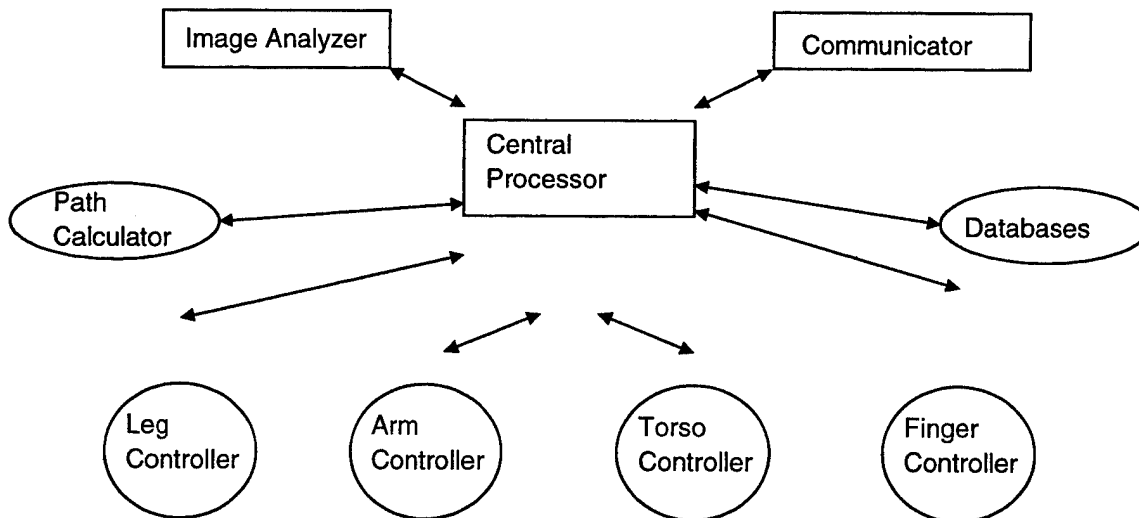 Image Analyzer
Communicator
Central
Processor
Path
Calculator
Databases
Leg
Controller
Arm
Controller
Torso
Controller
Finger
Controller